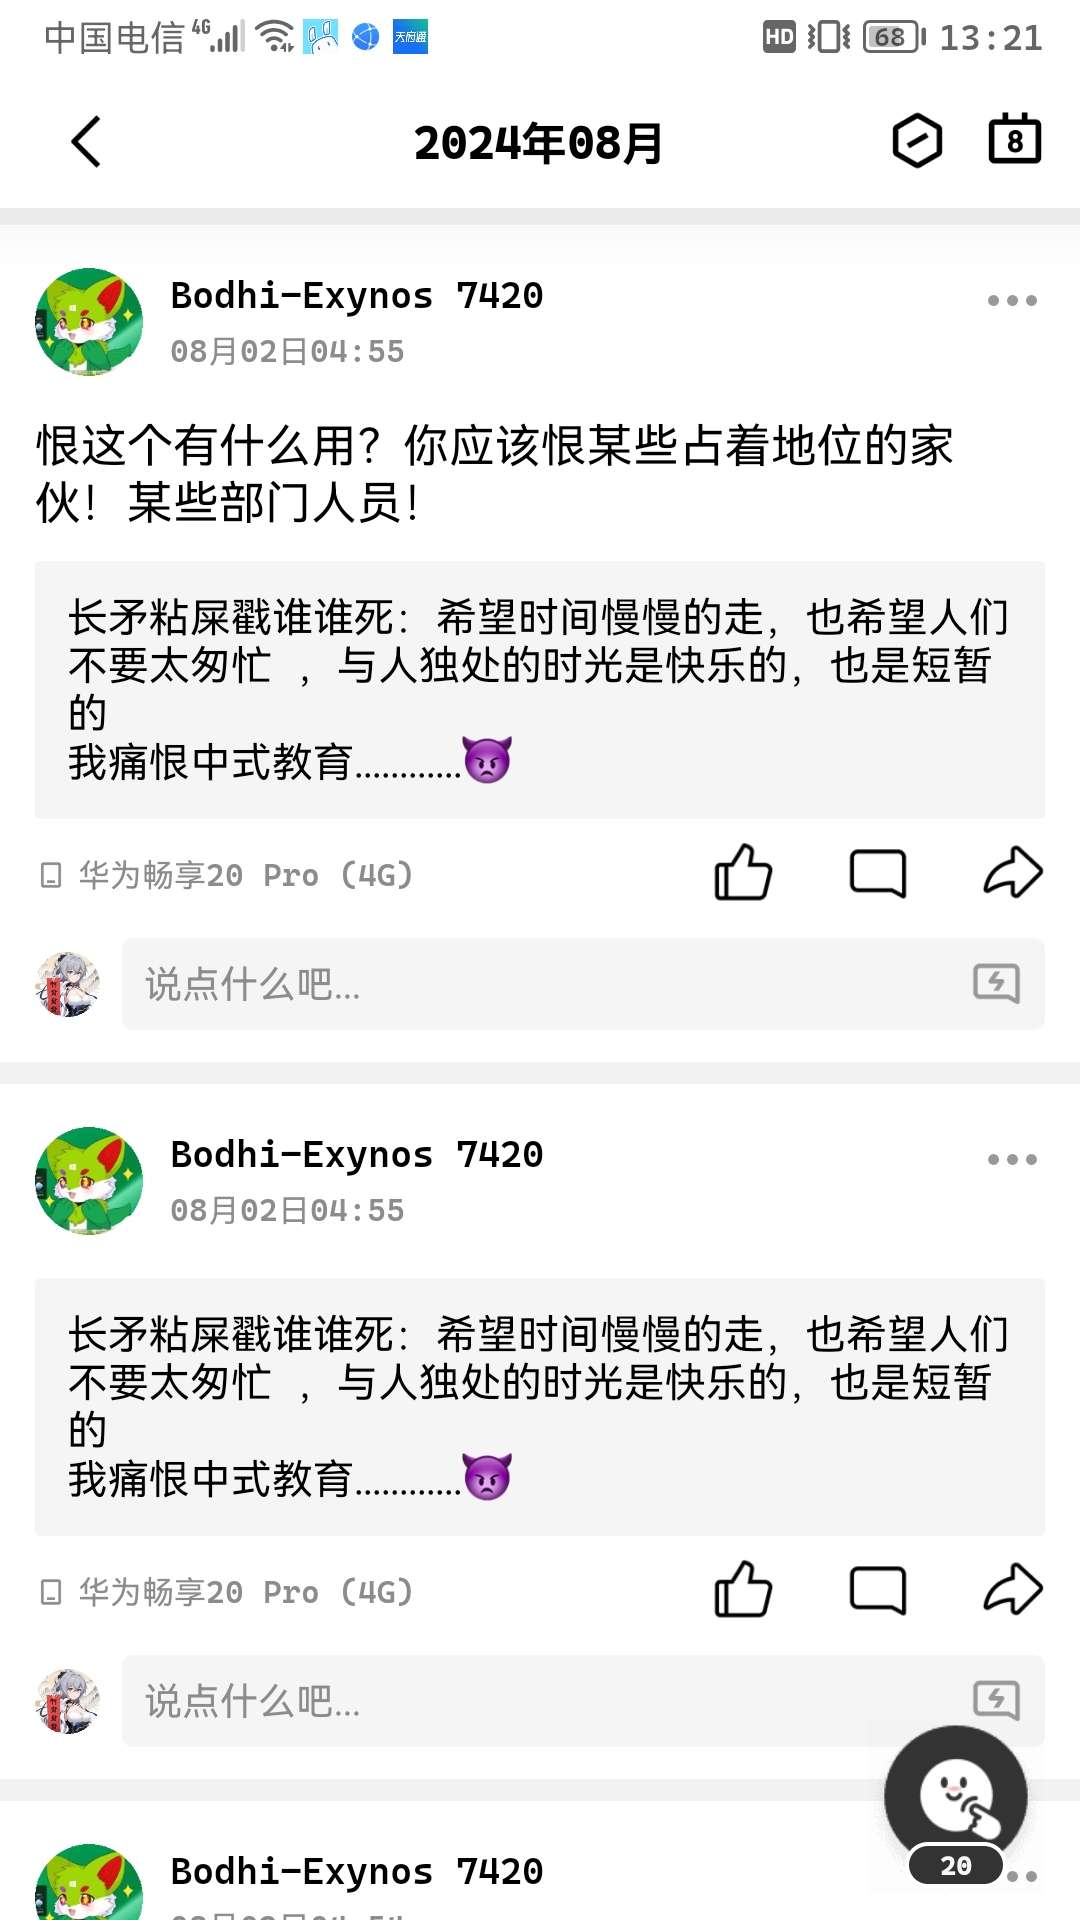 中国电信 4G 天府通 HD 68 13:21
2024年08月 8
Bodhi-Exynos 7420
08月02日04:55
恨这个有什么用？你应该恨某些占着地位的家
伙！某些部门人员！
长矛粘屎戳谁谁死：希望时间慢慢的走，也希望人们
不要太匆忙 ，与人独处的时光是快乐的，也是短暂
的
我痛恨中式教育…………👿
华为畅享20 Pro (4G)
说点什么吧...
Bodhi-Exynos 7420
08月02日04:55
长矛粘屎戳谁谁死：希望时间慢慢的走，也希望人们
不要太匆忙 ，与人独处的时光是快乐的，也是短暂
的
我痛恨中式教育…………👿
华为畅享20 Pro (4G)
说点什么吧...
20
Bodhi-Exynos 7420